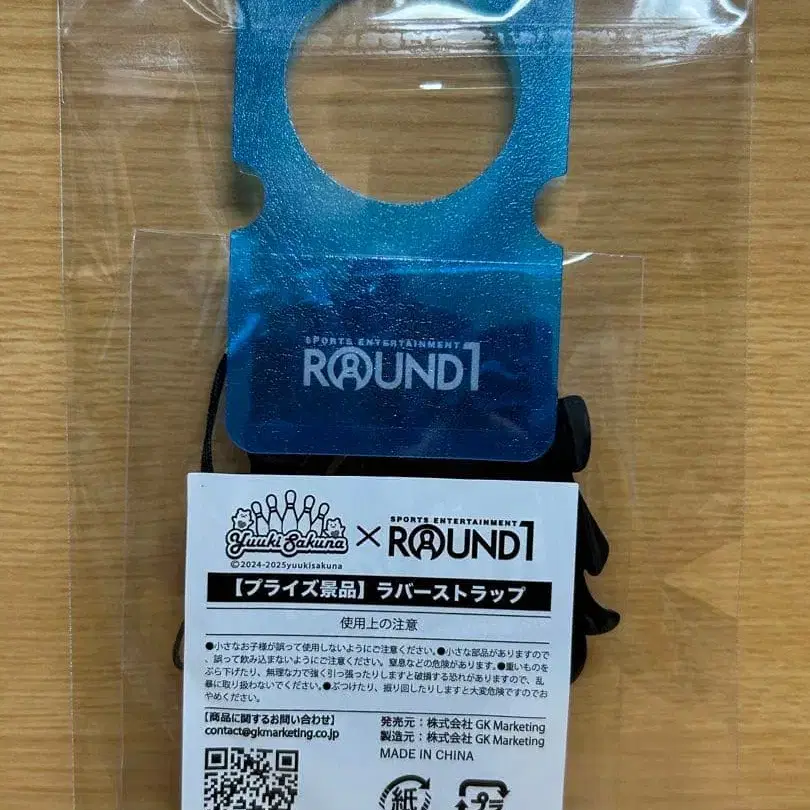 SPORTS ENTERTAINMENT
ROUND1
Yuuki Sakuna × SPORTS ENTERTAINMENT ROUND1
©2024-2025yuukisakuna
【プライズ景品】ラバーストラップ
使用上の注意
●小さなお子様が誤って使用しないようにご注意ください。●小さな部品がありますので
、誤って飲み込まないようにご注意ください。窒息などの危険があります。●重いものを
ぶら下げたり、無理な力で強く引っ張ったりしますと破損する恐れがありますので、乱
暴に取り扱わないでください。●ぶつけたり、振り回したりしますと大変危険ですのでお
やめください。
【商品に関するお問い合わせ】
contact@gkmarketing.co.jp
発売元：株式会社 GK Marketing
製造元：株式会社 GK Marketing
MADE IN CHINA
紙
プラ